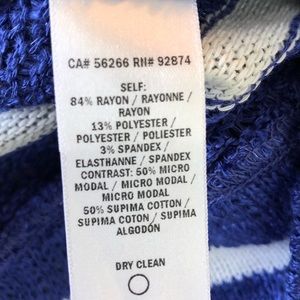 CA# 56266 RN# 92874
SELF:
84% RAYON / RAYONNE /
RAYON
13% POLYESTER /
POLYESTER / POLIESTER
3% SPANDEX /
ELASTHANNE / SPANDEX
CONTRAST: 50% MICRO
MODAL / MICRO MODAL /
MICRO MODAL
50% SUPIMA COTTON /
SUPIMA COTTON / SUPIMA
ALGODÓN
DRY CLEAN